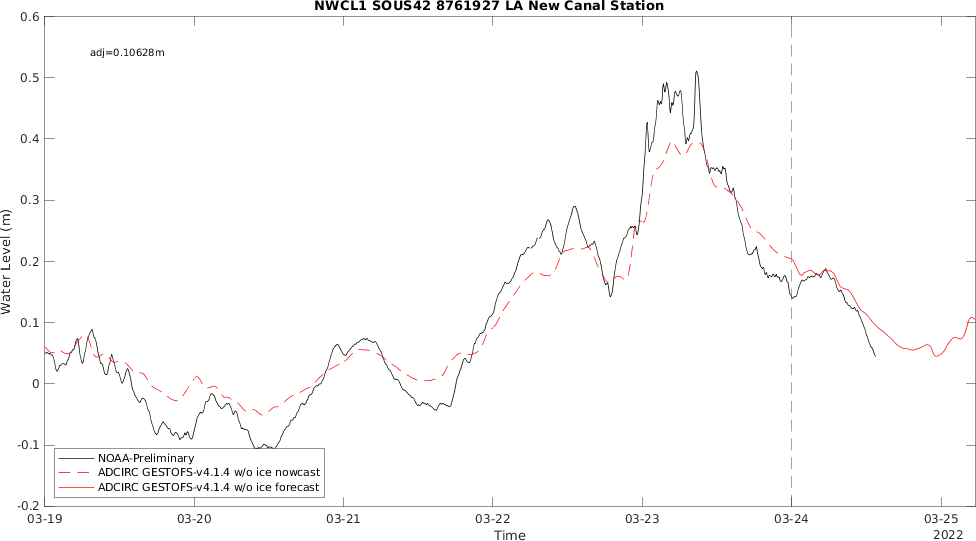 NWCL1 SOUS42 8761927 LA New Canal Station
0.6
adj=0.10628m
0.5
0.4
0.3
0.2
0.1
0
-0.1
-0.2
Water Level (m)
NOAA-Preliminary
ADCIRC GESTOFS-v4.1.4 w/o ice nowcast
ADCIRC GESTOFS-v4.1.4 w/o ice forecast
03-19 03-20 03-21 03-22 03-23 03-24 03-25
Time
2022